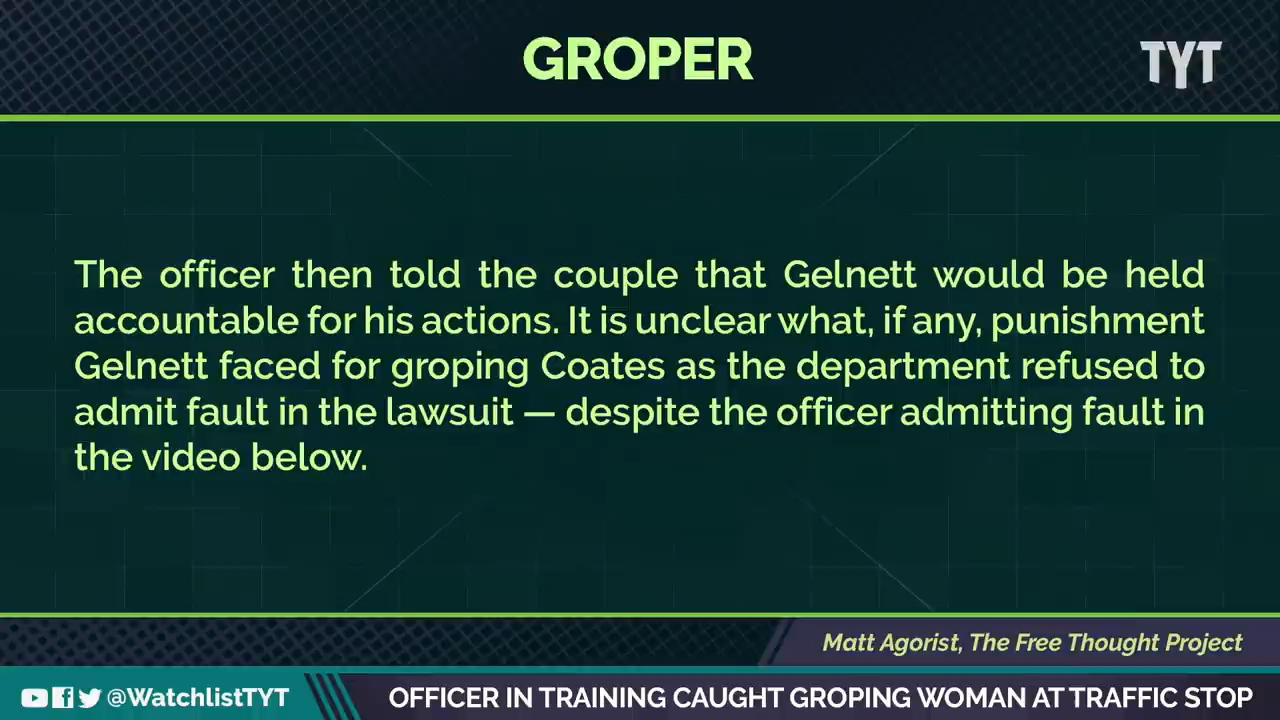 GROPER
TYT
The officer then told the couple that Gelnett would be held
accountable for his actions. It is unclear what, if any, punishment
Gelnett faced for groping Coates as the department refused to
admit fault in the lawsuit — despite the officer admitting fault in
the video below.
Matt Agorist, The Free Thought Project
@WatchlistTYT
OFFICER IN TRAINING CAUGHT GROPING WOMAN AT TRAFFIC STOP